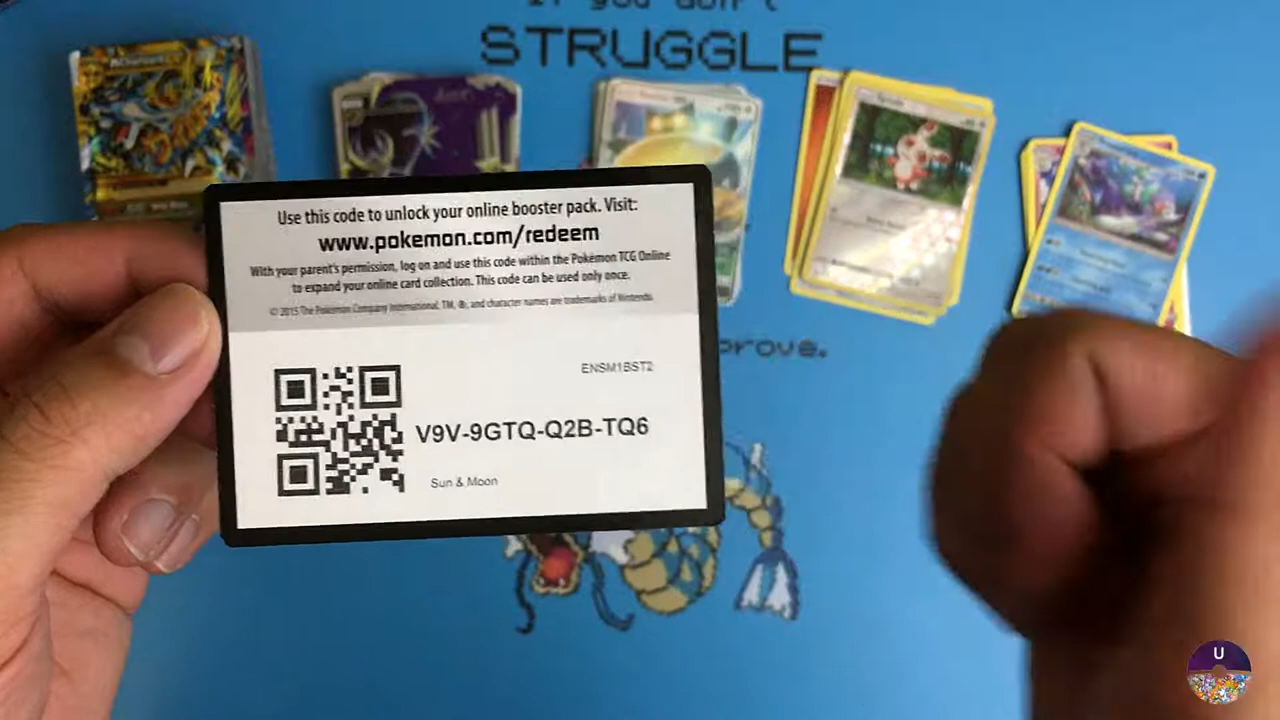 If you don't
STRUGGLE
Use this code to unlock your online booster pack. Visit:
www.pokemon.com/redeem
With your parent's permission, log on and use this code within the Pokémon TCG Online
to expand your online card collection. This code can be used only once.
© 2015 The Pokémon Company International. TM, ®, and character names are trademarks of Nintendo.
prove.
ENSM1BST2
V9V-9GTQ-Q2B-TQ6
Sun & Moon
U